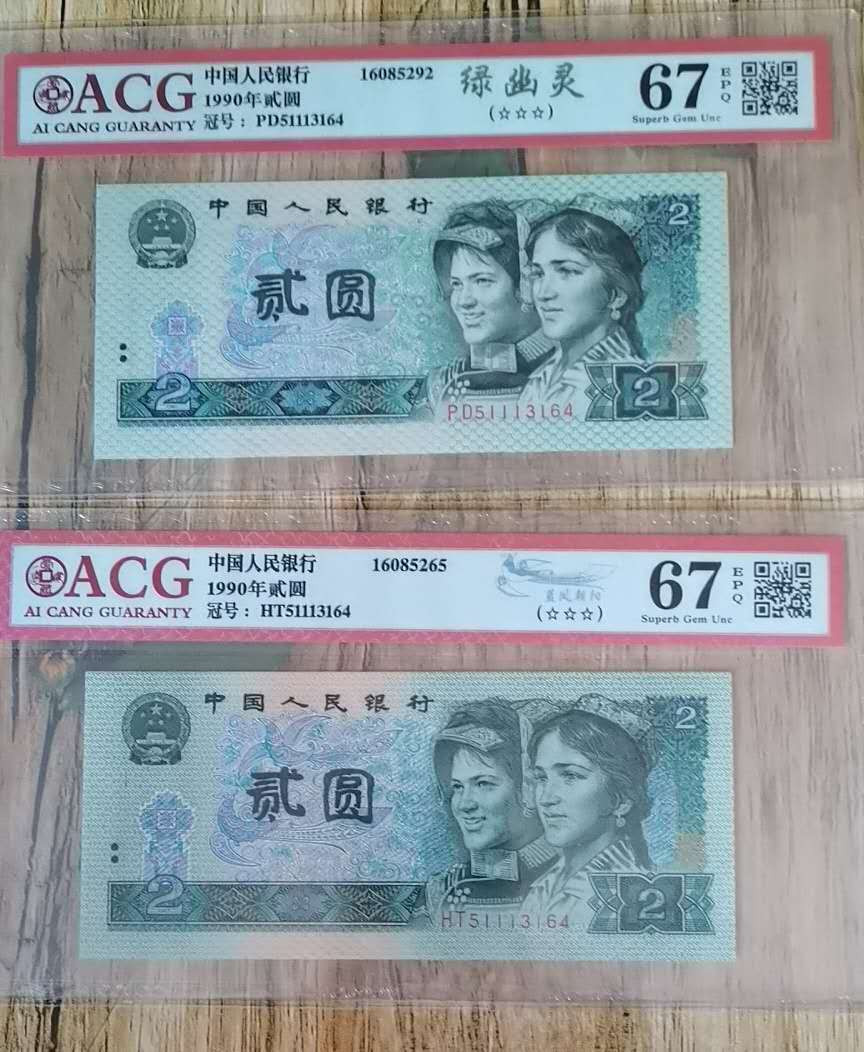 ACG
AI CANG GUARANTY
中国人民银行
1990年贰圆
冠号：PD51113164
16085292
绿幽灵
(☆☆☆)
67
EPQ
Superb Gem Unc
中国人民银行
贰圆
2
2
2
PD51113164
ACG
AI CANG GUARANTY
中国人民银行
1990年贰圆
冠号：HT51113164
16085265
(☆☆☆)
67
EPQ
Superb Gem Unc
中国人民银行
贰圆
2
2
2
HT51113164